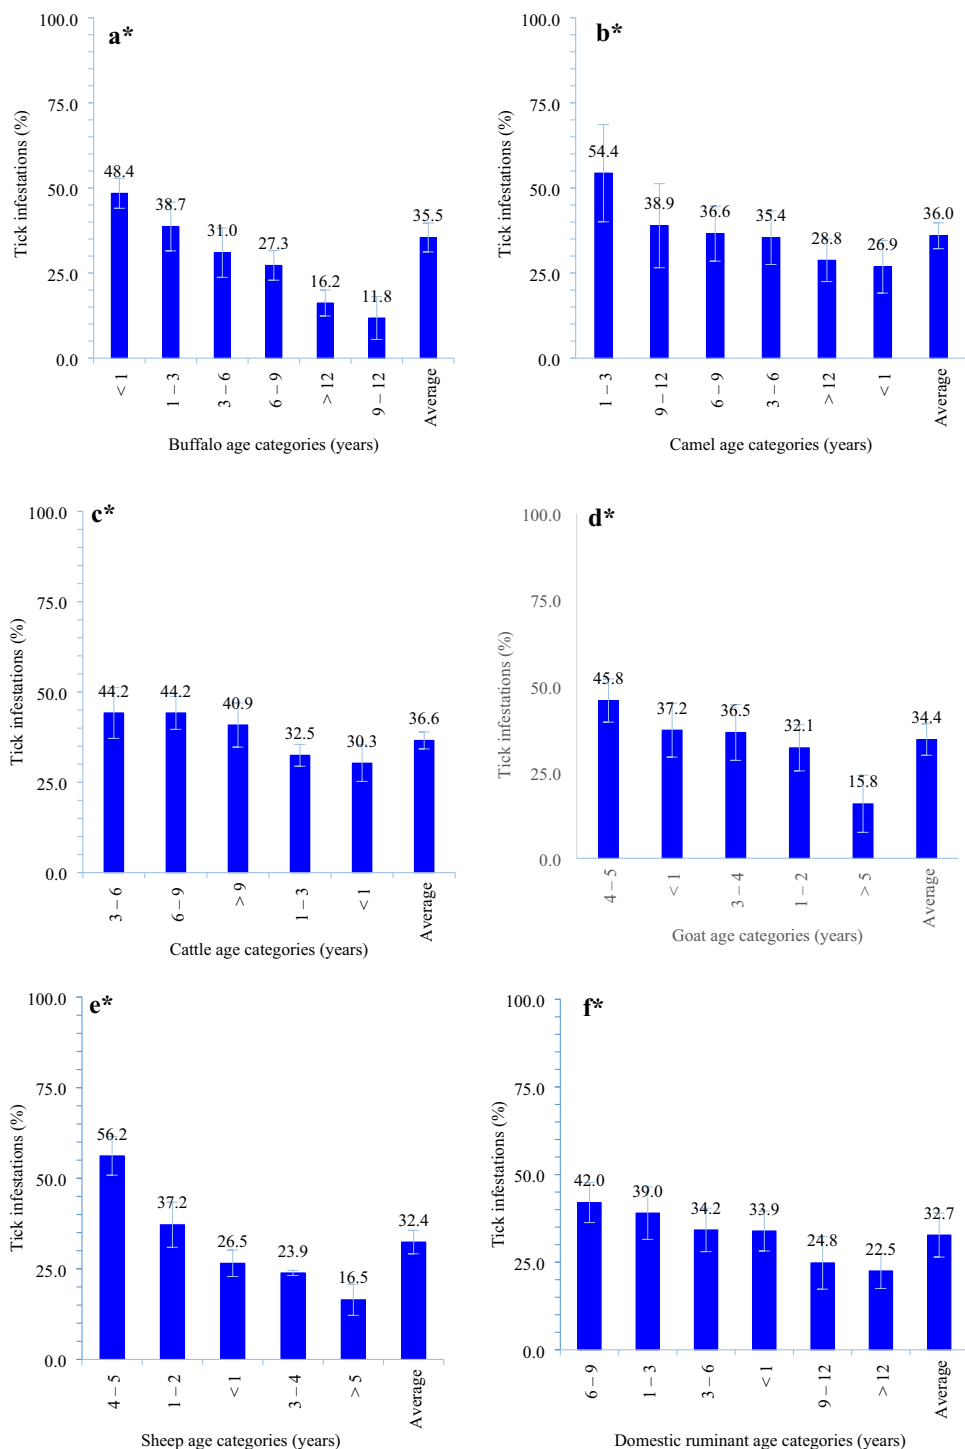 a*
Tick infestations (%)
100.0
75.0
50.0
25.0
0.0
48.4
38.7
31.0
27.3
16.2
11.8
35.5
< 1
1 – 3
3 – 6
6 – 9
> 12
9 – 12
Average
Buffalo age categories (years)
b*
Tick infestations (%)
100.0
75.0
50.0
25.0
0.0
54.4
38.9
36.6
35.4
28.8
26.9
36.0
1 – 3
9 – 12
6 – 9
3 – 6
> 12
< 1
Average
Camel age categories (years)
c*
Tick infestations (%)
100.0
75.0
50.0
25.0
0.0
44.2
44.2
40.9
32.5
30.3
36.6
3 – 6
6 – 9
> 9
1 – 3
< 1
Average
Cattle age categories (years)
d*
Tick infestations (%)
100.0
75.0
50.0
25.0
0.0
45.8
37.2
36.5
32.1
15.8
34.4
4 – 5
< 1
3 – 4
1 – 2
> 5
Average
Goat age categories (years)
e*
Tick infestations (%)
100.0
75.0
50.0
25.0
0.0
56.2
37.2
26.5
23.9
16.5
32.4
4 – 5
1 – 2
< 1
3 – 4
> 5
Average
Sheep age categories (years)
f*
Tick infestations (%)
100.0
75.0
50.0
25.0
0.0
42.0
39.0
34.2
33.9
24.8
22.5
32.7
6 – 9
1 – 3
3 – 6
< 1
9 – 12
> 12
Average
Domestic ruminant age categories (years)